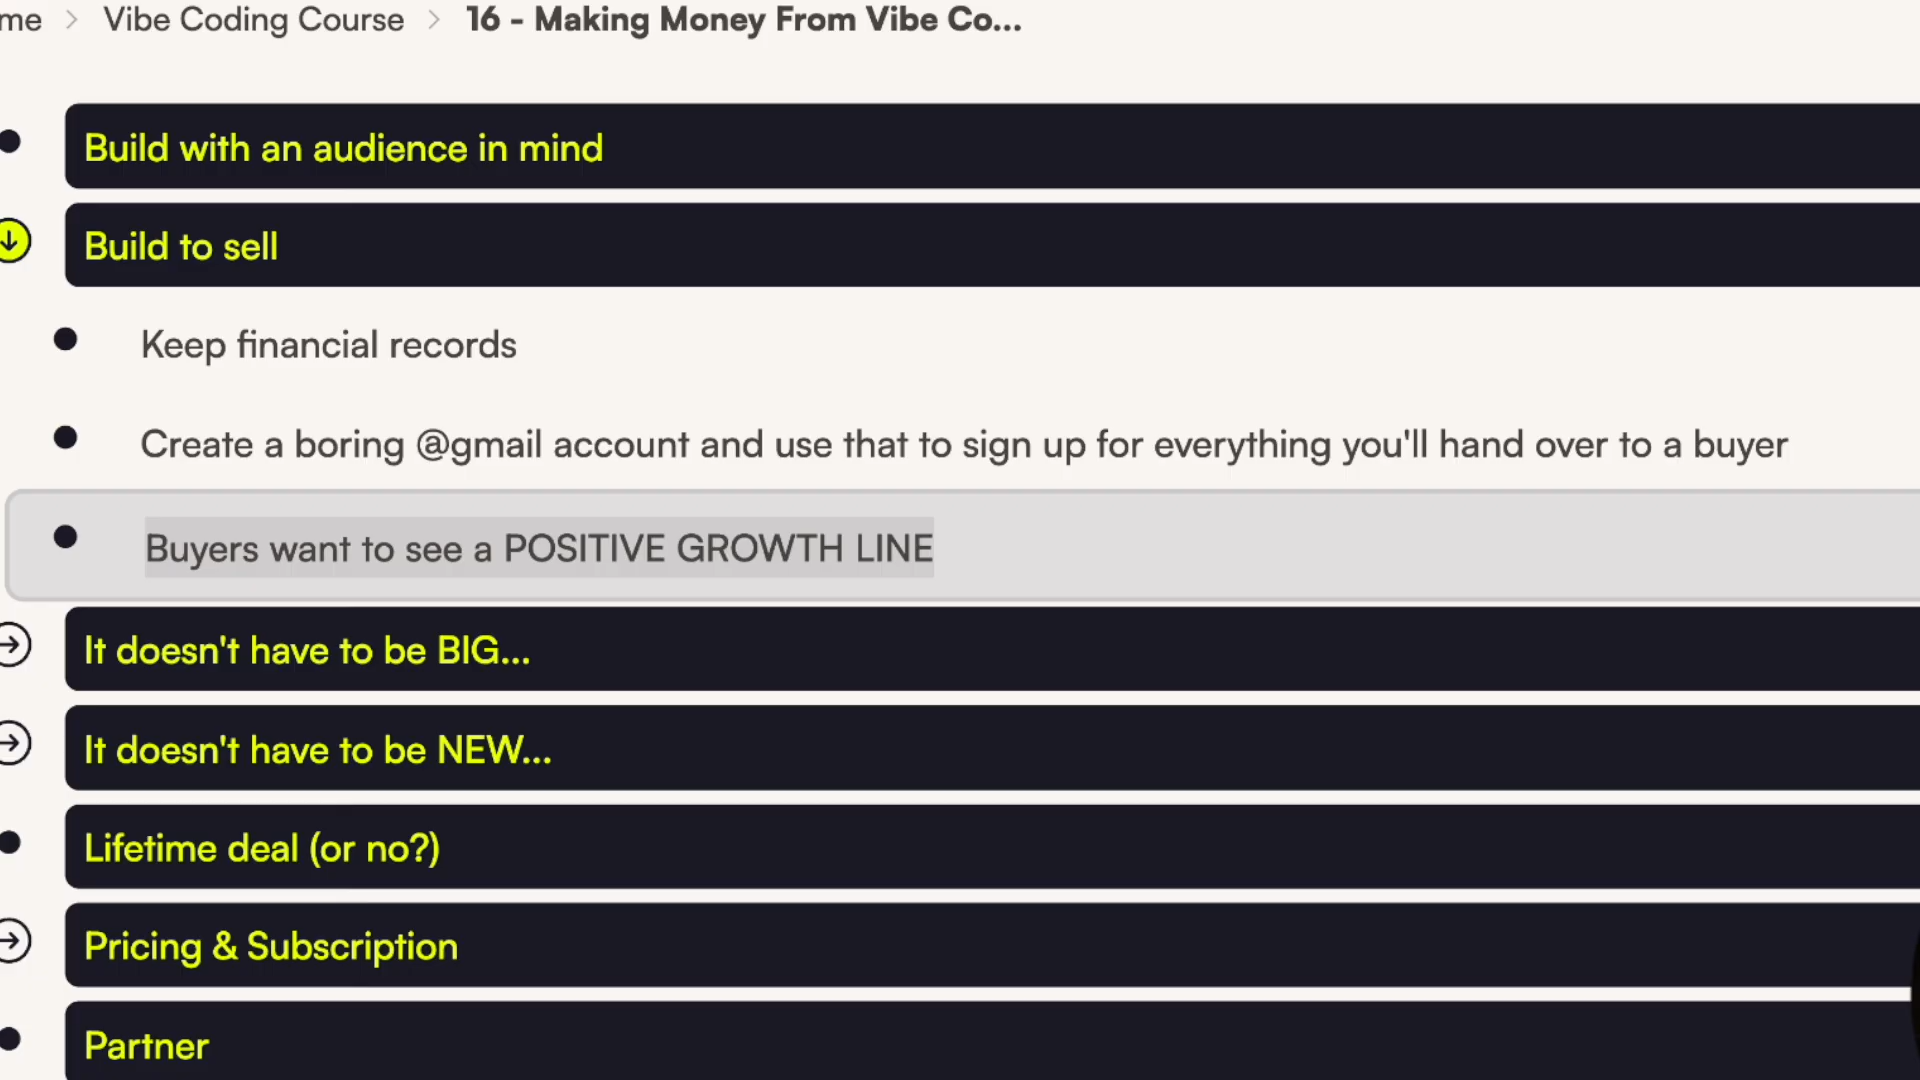 me > Vibe Coding Course > 16 - Making Money From Vibe Co...
Build with an audience in mind
Build to sell
Keep financial records
Create a boring @gmail account and use that to sign up for everything you'll hand over to a buyer
Buyers want to see a POSITIVE GROWTH LINE
It doesn't have to be BIG...
It doesn't have to be NEW...
Lifetime deal (or no?)
Pricing & Subscription
Partner